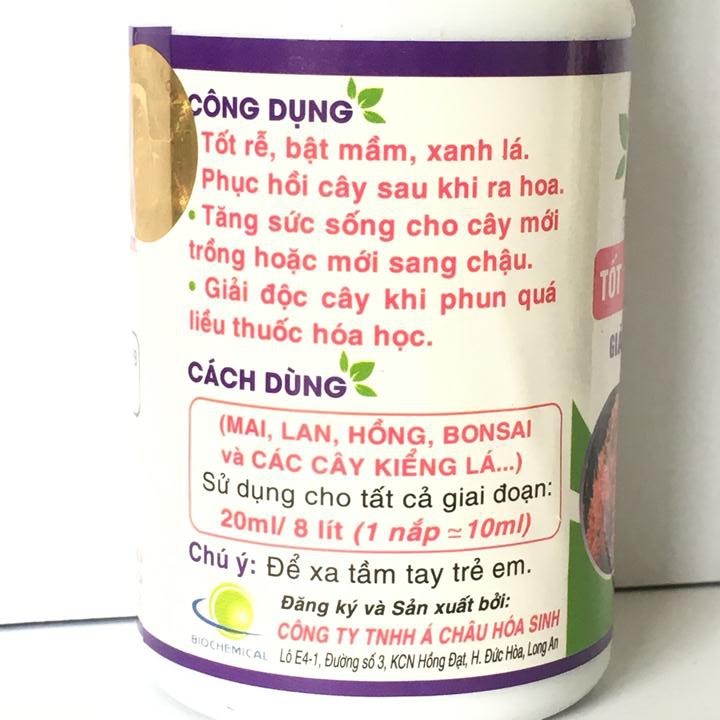 CÔNG DỤNG
Tốt rễ, bật mầm, xanh lá.
Phục hồi cây sau khi ra hoa.
• Tăng sức sống cho cây mới
trồng hoặc mới sang chậu.
• Giải độc cây khi phun quá
liều thuốc hóa học.
CÁCH DÙNG
(MAI, LAN, HỒNG, BONSAI
và CÁC CÂY KIỂNG LÁ...)
Sử dụng cho tất cả giai đoạn:
20ml/ 8 lít (1 nắp ≃ 10ml)
Chú ý: Để xa tầm tay trẻ em.
Đăng ký và Sản xuất bởi:
CÔNG TY TNHH Á CHÂU HÓA SINH
BIOCHEMICAL
Lô E4-1, Đường số 3, KCN Hồng Đạt, H. Đức Hòa, Long An
TỐT